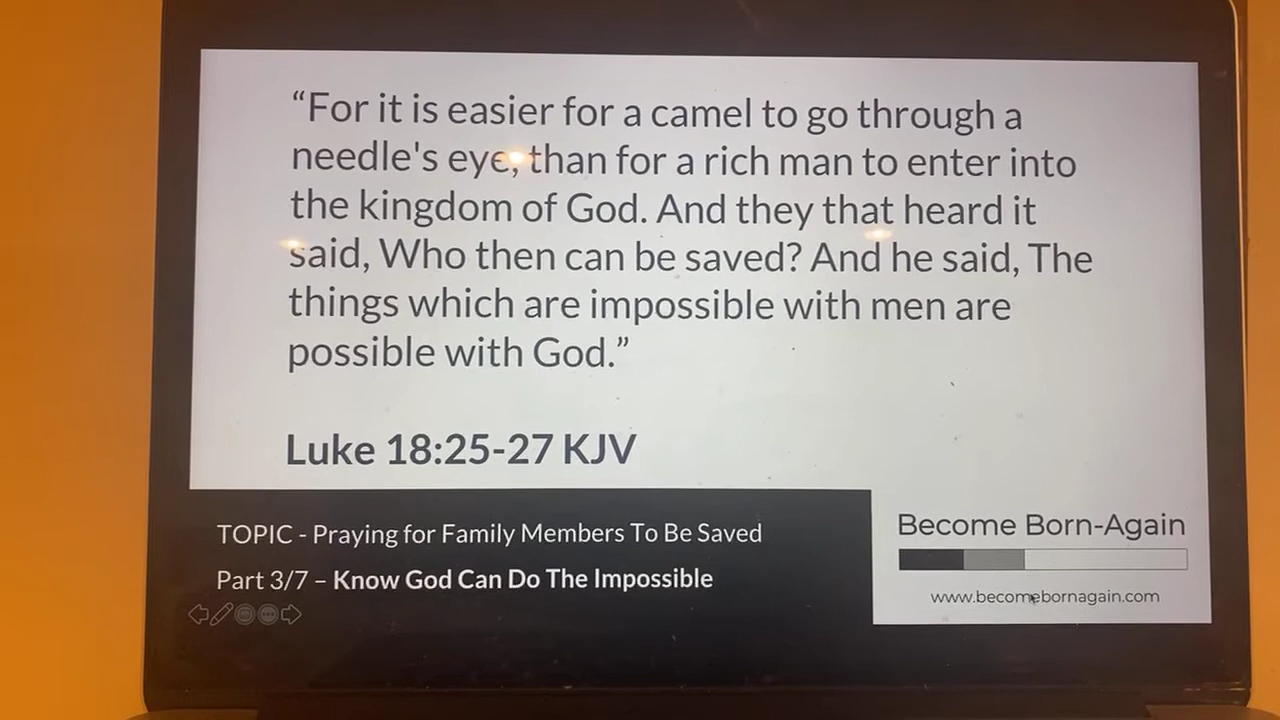 “For it is easier for a camel to go through a
needle's eye, than for a rich man to enter into
the kingdom of God. And they that heard it
said, Who then can be saved? And he said, The
things which are impossible with men are
possible with God.”
Luke 18:25-27 KJV
TOPIC - Praying for Family Members To Be Saved
Part 3/7 – Know God Can Do The Impossible
Become Born-Again
www.becomebornagain.com